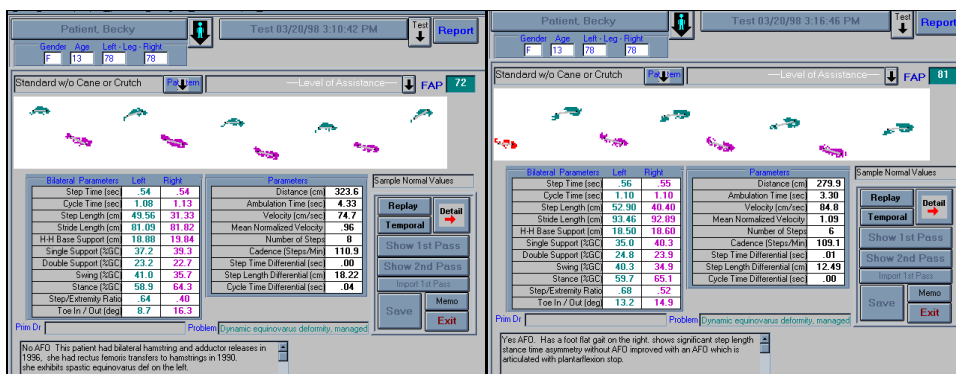 Patient, Becky
Test 03/20/98 3:10:42 PM
Test
Report
Gender Age Left - Leg - Right
F 13 78 78
Standard w/o Cane or Crutch
Pattern
—Level of Assistance—
FAP 72
Bilateral Parameters Left Right
Step Time (sec) .54 .54
Cycle Time (sec) 1.08 1.13
Step Length (cm) 49.56 31.33
Stride Length (cm) 81.09 81.82
H-H Base Support (cm) 18.88 19.84
Single Support (%GC) 37.2 39.3
Double Support (%GC) 23.2 22.7
Swing (%GC) 41.0 35.7
Stance (%GC) 58.9 64.3
Step/Extremity Ratio .64 .40
Toe In / Out (deg) 8.7 16.3
Parameters
Distance (cm) 323.6
Ambulation Time (sec) 4.33
Velocity (cm/sec) 74.7
Mean Normalized Velocity .96
Number of Steps 8
Cadence (Steps/Min) 110.9
Step Time Differential (sec) .00
Step Length Differential (cm) 18.22
Cycle Time Differential (sec) .04
Sample Normal Values
Replay
Temporal
Detail
Show 1st Pass
Show 2nd Pass
Import 1st Pass
Save
Memo
Exit
Prim Dr
Problem Dynamic equinovarus deformity, managed
No AFO. This patient had bilateral hamstring and adductor releases in
1996, she had rectus femoris transfers to hamstrings in 1990.
she exhibits spastic equinovarus def on the left.
Patient, Becky
Test 03/20/98 3:16:46 PM
Test
Report
Gender Age Left - Leg - Right
F 13 78 78
Standard w/o Cane or Crutch
Pattern
—Level of Assistance—
FAP 81
Bilateral Parameters Left Right
Step Time (sec) .56 .55
Cycle Time (sec) 1.10 1.10
Step Length (cm) 52.90 40.40
Stride Length (cm) 93.46 92.89
H-H Base Support (cm) 18.50 18.60
Single Support (%GC) 35.0 40.3
Double Support (%GC) 24.8 23.9
Swing (%GC) 40.3 34.9
Stance (%GC) 59.7 65.1
Step/Extremity Ratio .68 .52
Toe In / Out (deg) 13.2 14.9
Parameters
Distance (cm) 279.9
Ambulation Time (sec) 3.30
Velocity (cm/sec) 84.8
Mean Normalized Velocity 1.09
Number of Steps 6
Cadence (Steps/Min) 109.1
Step Time Differential (sec) .01
Step Length Differential (cm) 12.49
Cycle Time Differential (sec) .00
Sample Normal Values
Replay
Temporal
Detail
Show 1st Pass
Show 2nd Pass
Import 1st Pass
Save
Memo
Exit
Prim Dr
Problem Dynamic equinovarus deformity, managed
Yes AFO. Has a foot flat gait on the right. shows significant step length
stance time asymmetry without AFO improved with an AFO which is
articulated with plantarflexion stop.